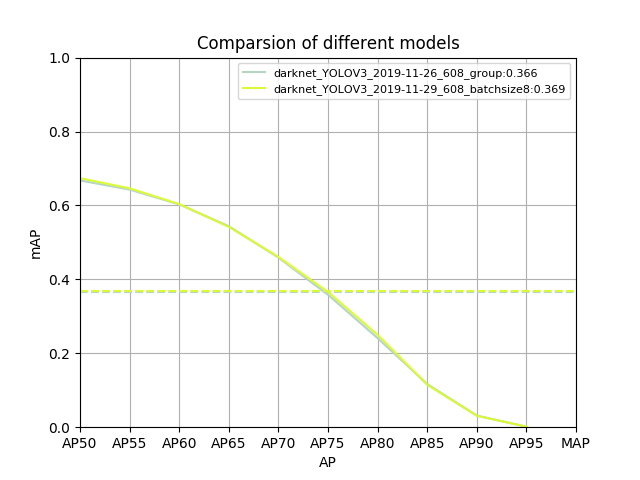 Comparsion of different models
darknet_YOLOV3_2019-11-26_608_group:0.366
darknet_YOLOV3_2019-11-29_608_batchsize8:0.369
1.0
0.8
0.6
0.4
0.2
0.0
mAP
AP50 AP55 AP60 AP65 AP70 AP75 AP80 AP85 AP90 AP95 MAP
AP